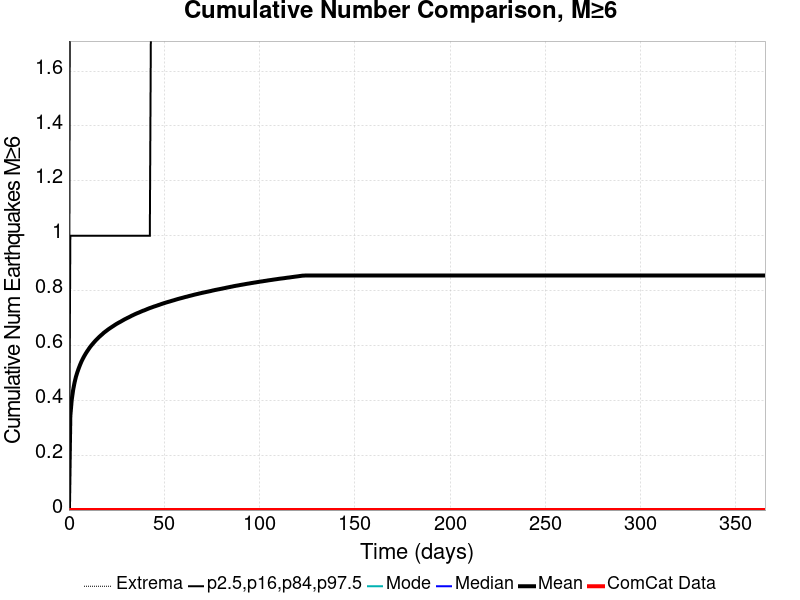 Cumulative Number Comparison, M≥6
Cumulative Num Earthquakes M≥6
1.6
1.4
1.2
1
0.8
0.6
0.4
0.2
0
0 50 100 150 200 250 300 350
Time (days)
Extrema p2.5,p16,p84,p97.5 Mode Median Mean ComCat Data